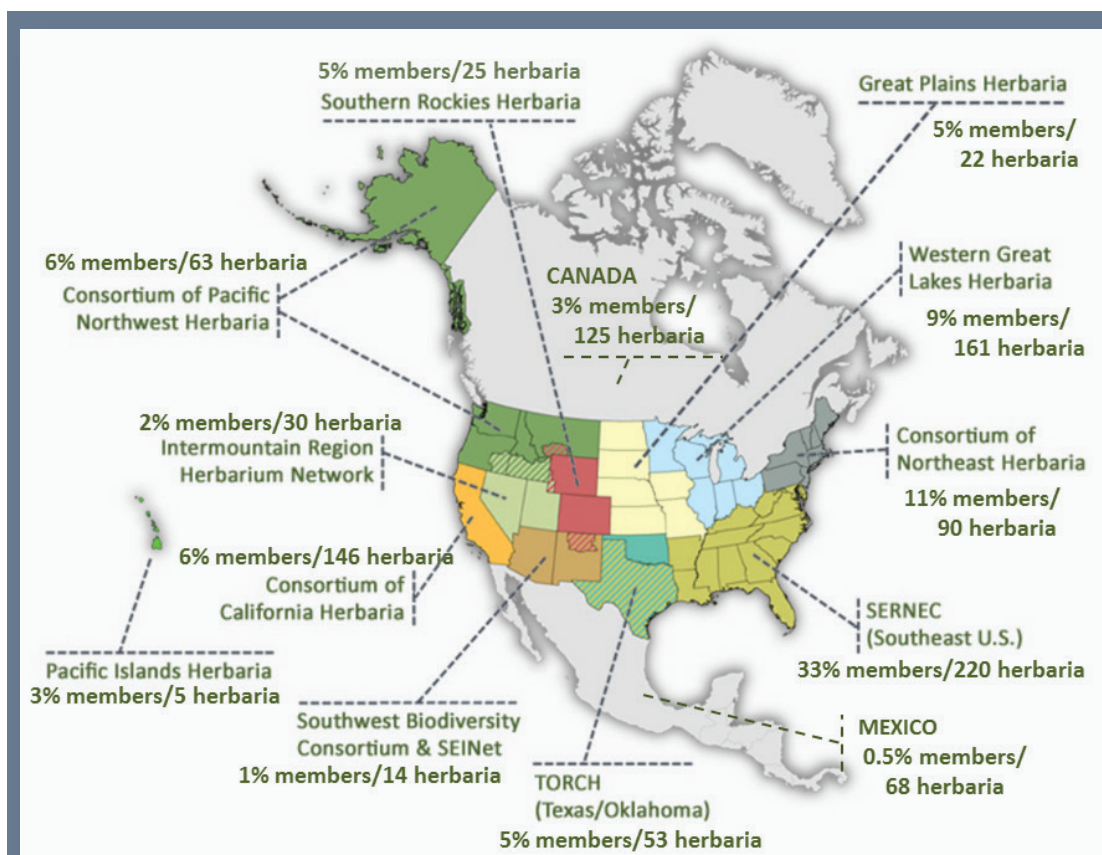 5% members/25 herbaria
Southern Rockies Herbaria
Great Plains Herbaria
5% members/
22 herbaria
6% members/63 herbaria
Consortium of Pacific
Northwest Herbaria
CANADA
3% members/
125 herbaria
Western Great
Lakes Herbaria
9% members/
161 herbaria
2% members/30 herbaria
Intermountain Region
Herbarium Network
Consortium of
Northeast Herbaria
11% members/
90 herbaria
6% members/146 herbaria
Consortium of
California Herbaria
SERNEC
(Southeast U.S.)
33% members/220 herbaria
Pacific Islands Herbaria
3% members/5 herbaria
Southwest Biodiversity
Consortium & SEINet
1% members/14 herbaria
MEXICO
0.5% members/
68 herbaria
TORCH
(Texas/Oklahoma)
5% members/53 herbaria